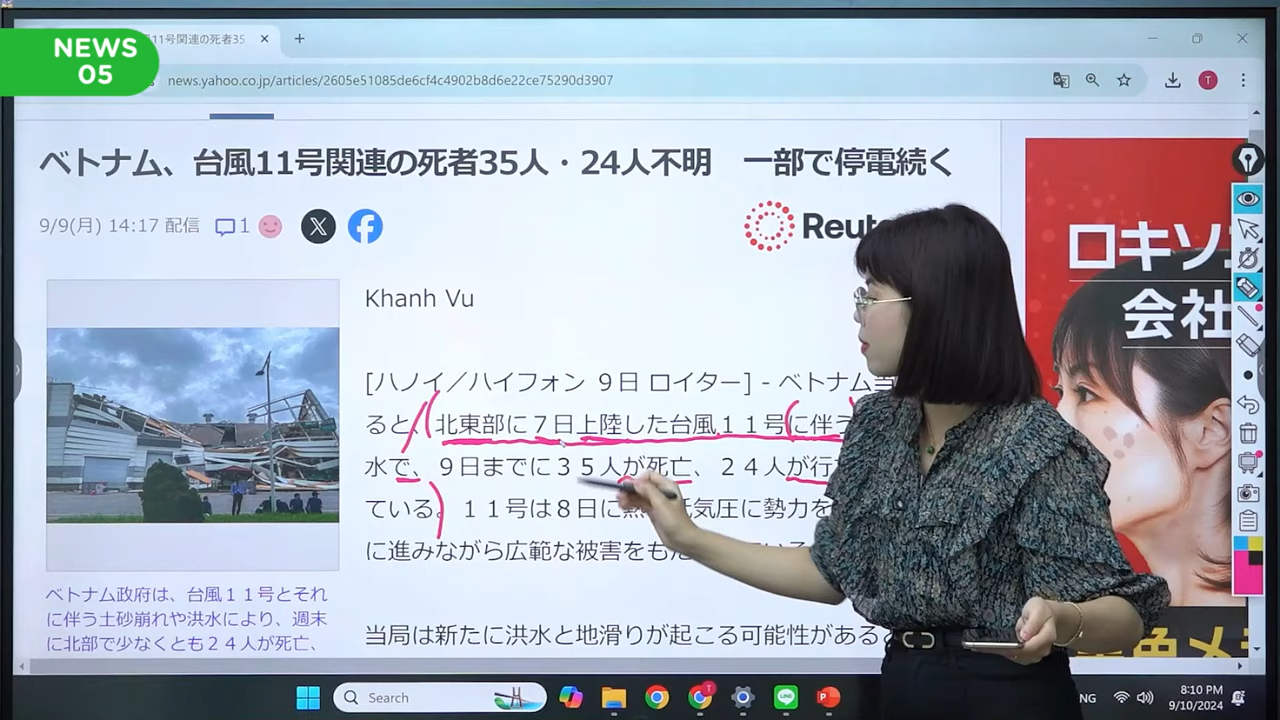 NEWS
05
11号関連の死者35
news.yahoo.co.jp/articles/2605e51085de6cf4c4902b8d6e22ce75290d3907
T
ベトナム、台風11号関連の死者35人・24人不明　一部で停電続く
9/9(月) 14:17 配信
1
X
Khanh Vu
[ハノイ／ハイフォン ９日 ロイター] - ベトナム当
ると、北東部に７日上陸した台風１１号に伴う
水で、９日までに３５人が死亡、２４人が行
ている。１１号は８日に
気圧に勢力を
に進みながら広範な被害をも
当局は新たに洪水と地滑りが起こる可能性がある
ベトナム政府は、台風１１号とそれ
に伴う土砂崩れや洪水により、週末
に北部で少なくとも２４人が死亡、
ロキソ
会社
Search
T
LINE
P
NG
8:10 PM
9/10/2024